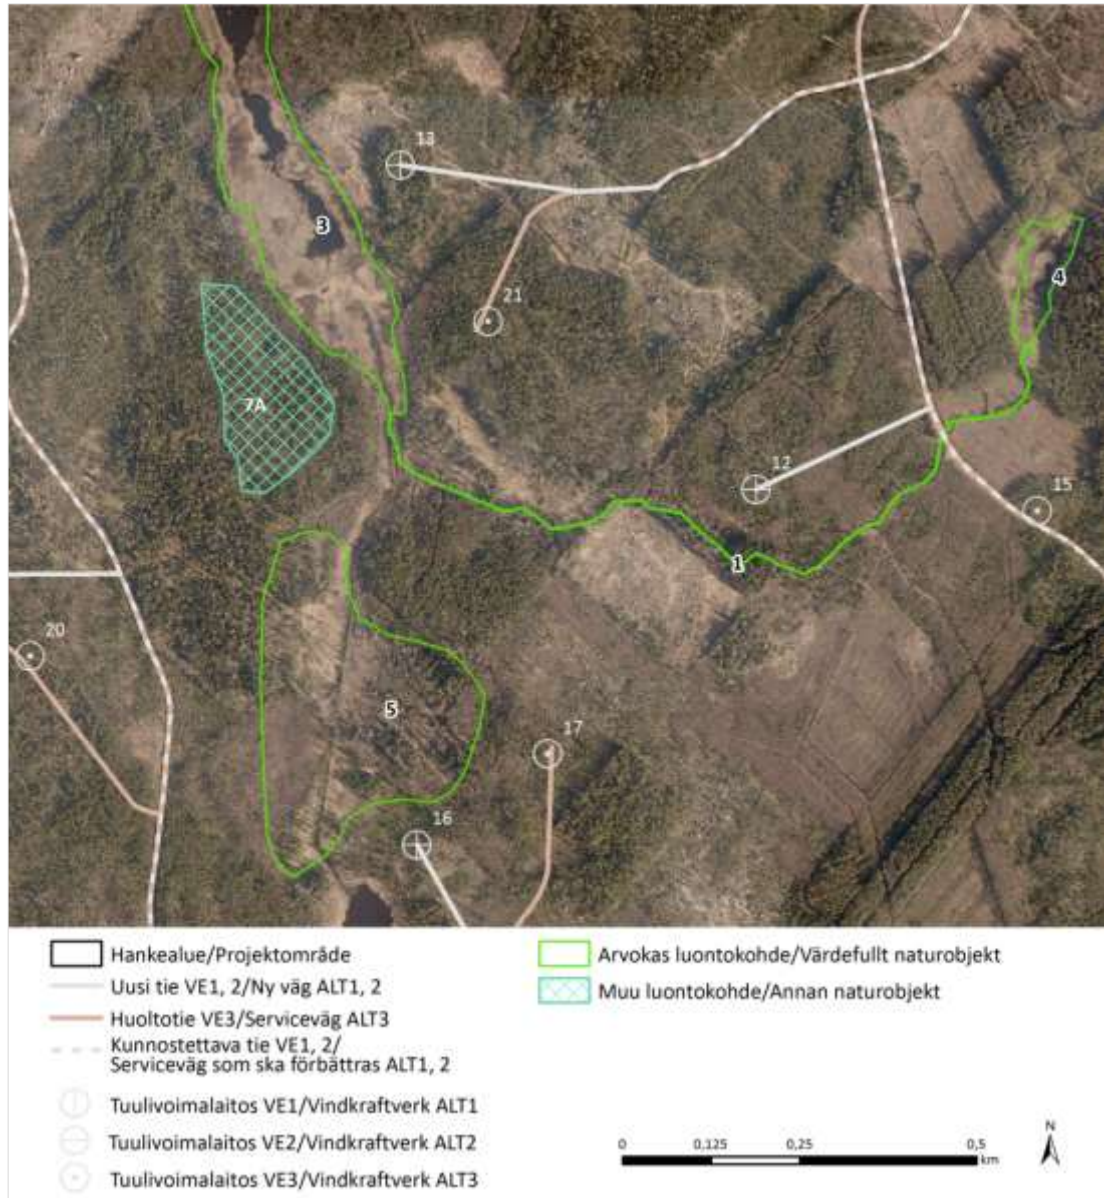 13
3
21
4
7A
12
15
1
20
5
17
16
Hankealue/Projektområde
Uusi tie VE1, 2/Ny väg ALT1, 2
Huoltotie VE3/Serviceväg ALT3
Kunnostettava tie VE1, 2/
Serviceväg som ska förbättras ALT1, 2
Tuulivoimalaitos VE1/Vindkraftverk ALT1
Tuulivoimalaitos VE2/Vindkraftverk ALT2
Tuulivoimalaitos VE3/Vindkraftverk ALT3
Arvokas luontokohde/Värdefullt naturobjekt
Muu luontokohde/Annan naturobjekt
0 0,125 0,25 0,5
km
N